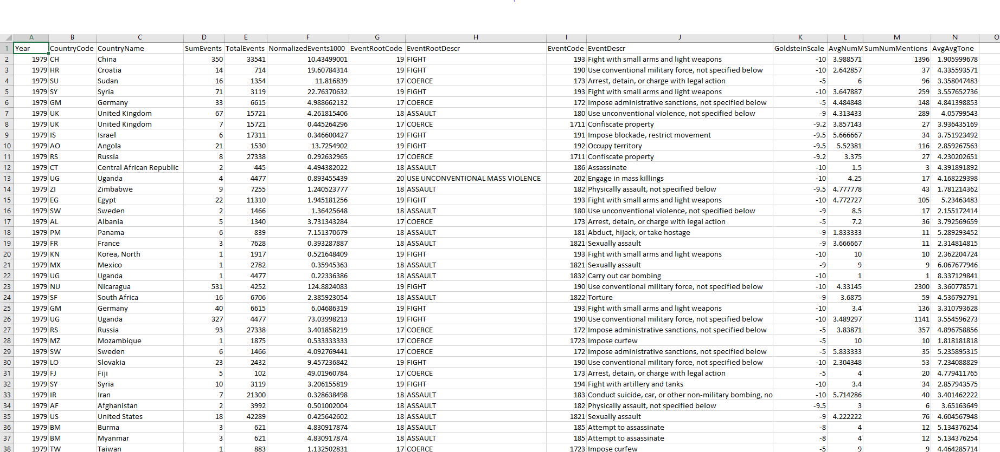 A B C D E F G H I J K L M N O
1 Year CountryCode CountryName SumEvents TotalEvents NormalizedEvents1000 EventRootCode EventRootDescr EventCode EventDescr GoldsteinScale AvgNumM SumNumMentions AvgAvgTone
2 1979 CH China 350 33541 10.43499001 19 FIGHT 193 Fight with small arms and light weapons -10 3.988571 1396 1.905999678
3 1979 HR Croatia 14 714 19.60784314 19 FIGHT 190 Use conventional military force, not specified below -10 2.642857 37 4.335593571
4 1979 SU Sudan 16 1354 11.816839 17 COERCE 173 Arrest, detain, or charge with legal action -5 6 96 3.358047483
5 1979 SY Syria 71 3119 22.76370632 19 FIGHT 193 Fight with small arms and light weapons -10 3.647887 259 3.557652736
6 1979 GM Germany 33 6615 4.988662132 17 COERCE 172 Impose administrative sanctions, not specified below -5 4.484848 148 4.841398853
7 1979 UK United Kingdom 67 15721 4.261815406 18 ASSAULT 180 Use unconventional violence, not specified below -9 4.313433 289 4.05799543
8 1979 UK United Kingdom 7 15721 0.445264296 17 COERCE 1711 Confiscate property -9.2 3.857143 27 3.936435169
9 1979 IS Israel 6 17311 0.346600427 19 FIGHT 191 Impose blockade, restrict movement -9.5 5.666667 34 3.751923492
10 1979 AO Angola 21 1530 13.7254902 19 FIGHT 192 Occupy territory -9.5 5.52381 116 2.859267563
11 1979 RS Russia 8 27338 0.292632965 17 COERCE 1711 Confiscate property -9.2 3.375 27 4.230202651
12 1979 CT Central African Republic 2 445 4.494382022 18 ASSAULT 186 Assassinate -10 1.5 3 4.391891892
13 1979 UG Uganda 4 4477 0.893455439 20 USE UNCONVENTIONAL MASS VIOLENCE 202 Engage in mass killings -10 4.25 17 4.168229398
14 1979 ZI Zimbabwe 9 7255 1.240523777 18 ASSAULT 182 Physically assault, not specified below -9.5 4.777778 43 1.781214362
15 1979 EG Egypt 22 11310 1.945181256 19 FIGHT 193 Fight with small arms and light weapons -10 4.772727 105 5.23463483
16 1979 SW Sweden 2 1466 1.36425648 18 ASSAULT 180 Use unconventional violence, not specified below -9 8.5 17 2.155172414
17 1979 AL Albania 5 1340 3.731343284 17 COERCE 173 Arrest, detain, or charge with legal action -5 7.2 36 3.792569659
18 1979 PM Panama 6 839 7.151370679 18 ASSAULT 181 Abduct, hijack, or take hostage -9 1.833333 11 5.289293452
19 1979 FR France 3 7628 0.393287887 18 ASSAULT 1821 Sexually assault -9 3.666667 11 2.314814815
20 1979 KN Korea, North 1 1917 0.521648409 19 FIGHT 193 Fight with small arms and light weapons -10 10 10 2.362204724
21 1979 MX Mexico 1 2782 0.35945363 18 ASSAULT 1821 Sexually assault -9 9 9 6.067677946
22 1979 UG Uganda 1 4477 0.22336386 18 ASSAULT 1832 Carry out car bombing -10 1 1 8.337129841
23 1979 NU Nicaragua 531 4252 124.8824083 19 FIGHT 190 Use conventional military force, not specified below -10 4.33145 2300 3.360778571
24 1979 SF South Africa 16 6706 2.385923054 18 ASSAULT 1822 Torture -9 3.6875 59 4.536792791
25 1979 GM Germany 40 6615 6.04686319 19 FIGHT 193 Fight with small arms and light weapons -10 3.4 136 3.310793628
26 1979 UG Uganda 327 4477 73.03998213 19 FIGHT 190 Use conventional military force, not specified below -10 3.489297 1141 3.554596273
27 1979 RS Russia 93 27338 3.401858219 17 COERCE 172 Impose administrative sanctions, not specified below -5 3.83871 357 4.896758856
28 1979 MZ Mozambique 1 1875 0.533333333 17 COERCE 1723 Impose curfew -5 10 10 1.818181818
29 1979 SW Sweden 6 1466 4.092769441 17 COERCE 172 Impose administrative sanctions, not specified below -5 5.833333 35 5.235895315
30 1979 LO Slovakia 23 2432 9.457236842 19 FIGHT 190 Use conventional military force, not specified below -10 2.304348 53 7.234088829
31 1979 FJ Fiji 5 102 49.01960784 17 COERCE 173 Arrest, detain, or charge with legal action -5 4 20 4.779411765
32 1979 SY Syria 10 3119 3.206155819 19 FIGHT 194 Fight with artillery and tanks -10 3.4 34 2.857943575
33 1979 IR Iran 7 21300 0.328638498 18 ASSAULT 183 Conduct suicide, car, or other non-military bombing, no -10 5.714286 40 3.401462222
34 1979 AF Afghanistan 2 3992 0.501002004 18 ASSAULT 182 Physically assault, not specified below -9.5 3 6 3.65163649
35 1979 US United States 18 42289 0.425642602 18 ASSAULT 1821 Sexually assault -9 4.222222 76 4.604567948
36 1979 BM Burma 3 621 4.830917874 18 ASSAULT 185 Attempt to assassinate -8 4 12 5.134376254
37 1979 BM Myanmar 3 621 4.830917874 18 ASSAULT 185 Attempt to assassinate -8 4 12 5.134376254
38 1979 TW Taiwan 1 883 1.132502831 17 COERCE 1723 Impose curfew -5 9 9 4.464285714